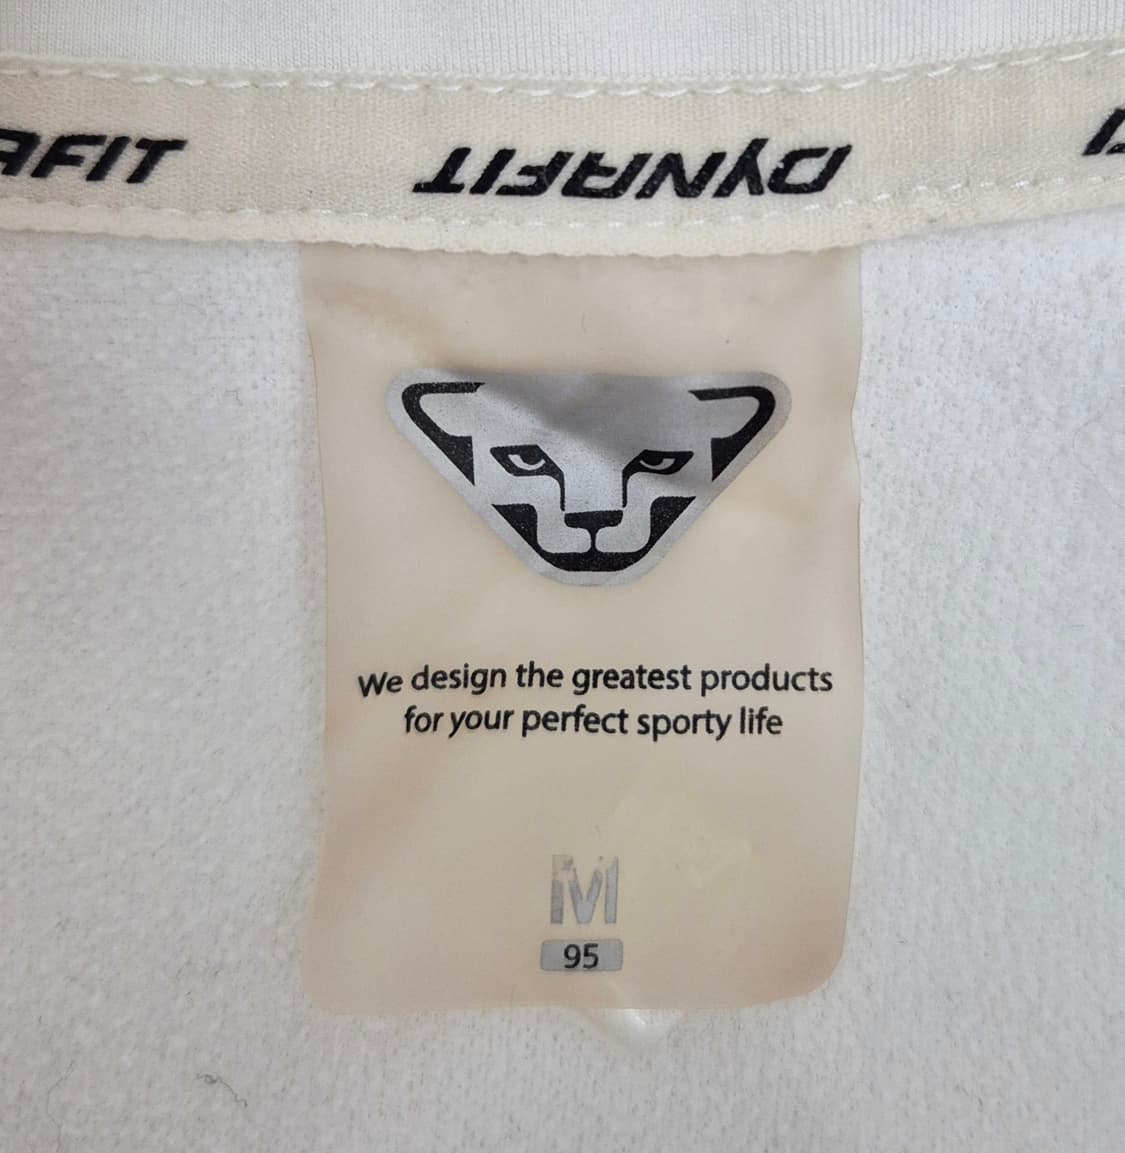 AFIT DYNAFIT D
We design the greatest products
for your perfect sporty life
M
95